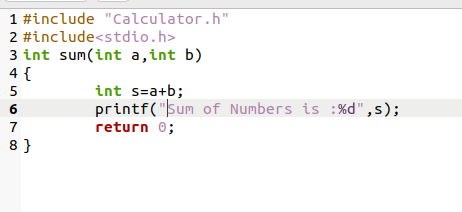 1 #include "Calculator.h"
2 #include<stdio.h>
3 int sum(int a,int b)
4 {
5         int s=a+b;
6         printf("Sum of Numbers is :%d",s);
7         return 0;
8 }